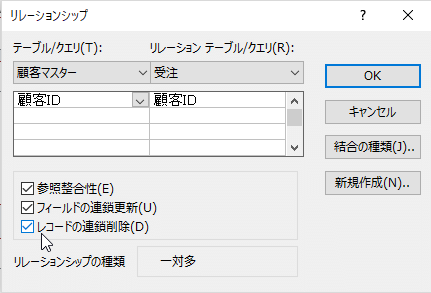 リレーションシップ
テーブル/クエリ(T): リレーション テーブル/クエリ(R):
顧客マスター 受注
顧客ID 顧客ID
OK
キャンセル
結合の種類(J)..
新規作成(N)..
参照整合性(E)
フィールドの連鎖更新(U)
レコードの連鎖削除(D)
リレーションシップの種類 一対多